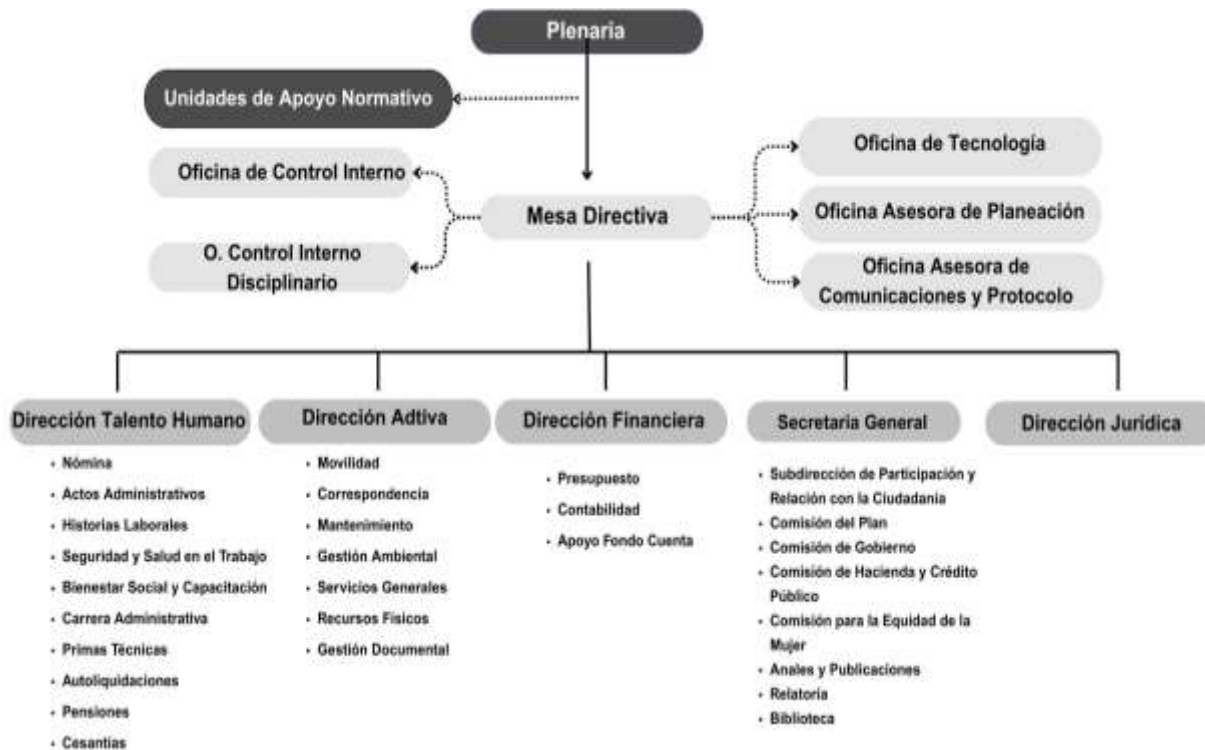 Plenaria
Unidades de Apoyo Normativo
Oficina de Control Interno
O. Control Interno
Disciplinario
Mesa Directiva
Oficina de Tecnología
Oficina Asesora de Planeación
Oficina Asesora de
Comunicaciones y Protocolo
Dirección Talento Humano
• Nómina
• Actos Administrativos
• Historias Laborales
• Seguridad y Salud en el Trabajo
• Bienestar Social y Capacitación
• Carrera Administrativa
• Primas Técnicas
• Autoliquidaciones
• Pensiones
• Cesantías
Dirección Adtiva
• Movilidad
• Correspondencia
• Mantenimiento
• Gestión Ambiental
• Servicios Generales
• Recursos Físicos
• Gestión Documental
Dirección Financiera
• Presupuesto
• Contabilidad
• Apoyo Fondo Cuenta
Secretaria General
• Subdirección de Participación y
Relación con la Ciudadanía
• Comisión del Plan
• Comisión de Gobierno
• Comisión de Hacienda y Crédito
Público
• Comisión para la Equidad de la
Mujer
• Anales y Publicaciones
• Relatoría
• Biblioteca
Dirección Jurídica